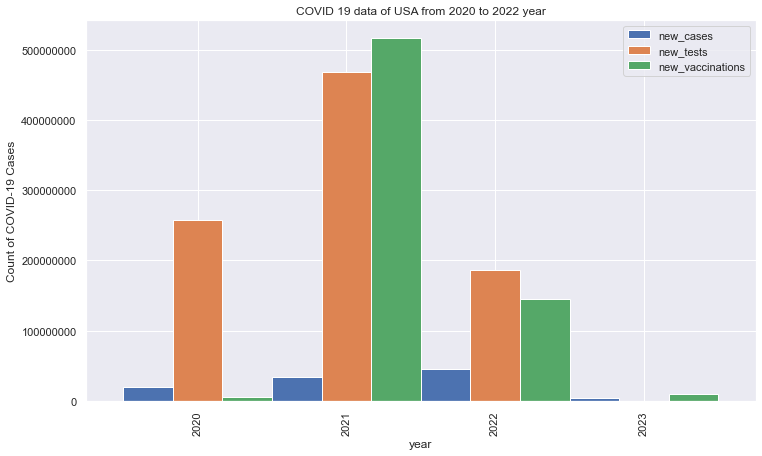 COVID 19 data of USA from 2020 to 2022 year
new_cases
new_tests
new_vaccinations
Count of COVID-19 Cases
500000000
400000000
300000000
200000000
100000000
0
2020
2021
2022
2023
year